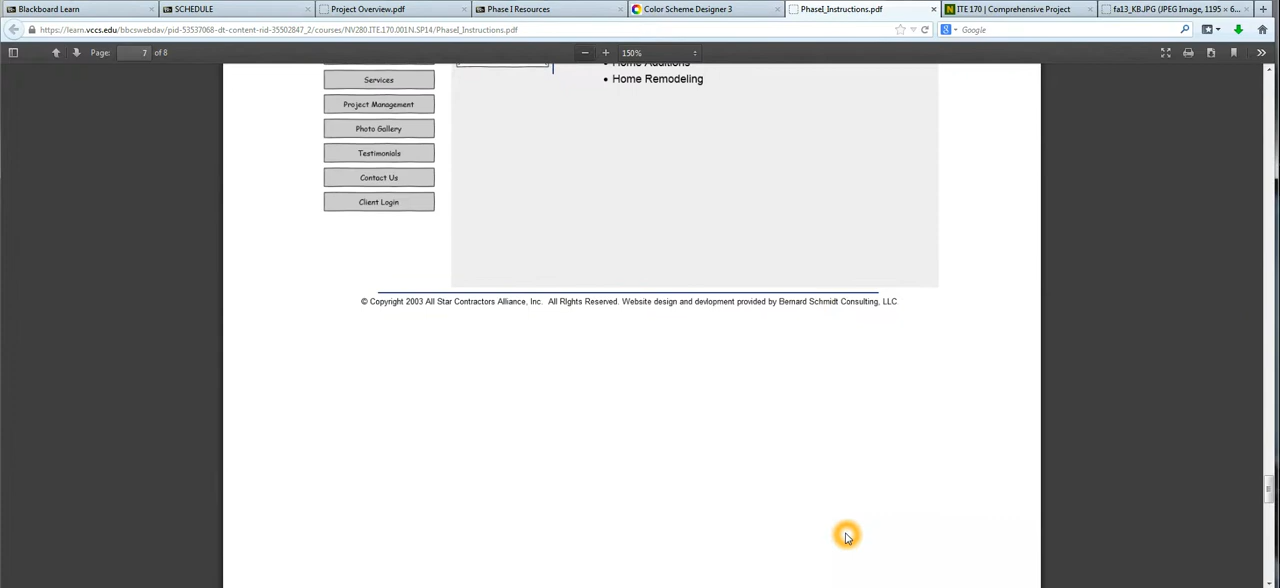 Blackboard Learn
SCHEDULE
Project Overview.pdf
Phase I Resources
Color Scheme Designer 3
PhaseI_Instructions.pdf
ITE 170 | Comprehensive Project
fa13_KB.JPG (JPEG Image, 1195 × 6...
https://learn.vccs.edu/bbcswebdav/pid-53537068-dt-content-rid-35502847_2/courses/NV280.ITE.170.001N.SP14/PhaseI_Instructions.pdf
Google
Page: 7 of 8
150%
• Home Additions
• Home Remodeling
Services
Project Management
Photo Gallery
Testimonials
Contact Us
Client Login
© Copyright 2003 All Star Contractors Alliance, Inc. All RIghts Reserved. Website design and devlopment provided by Bernard Schmidt Consulting, LLC